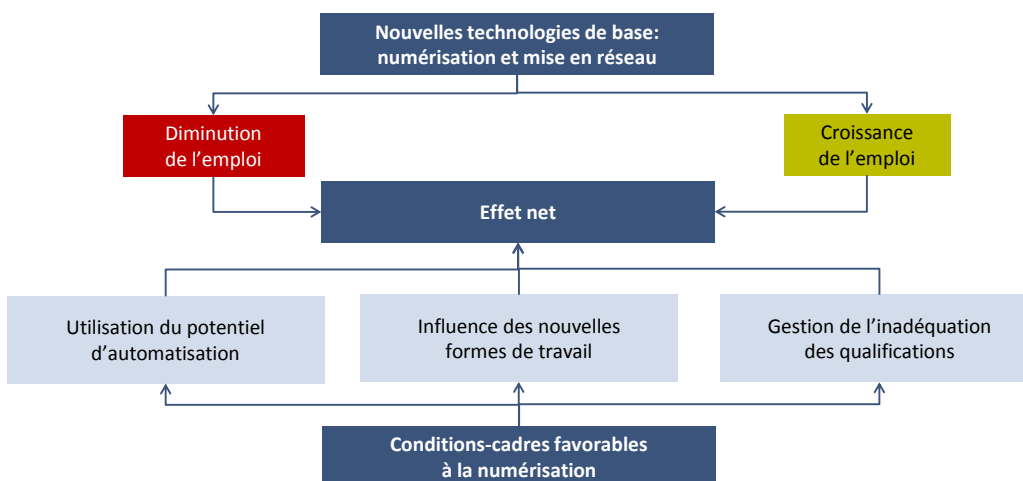 Nouvelles technologies de base:
numérisation et mise en réseau
Diminution
de l’emploi
Croissance
de l’emploi
Effet net
Utilisation du potentiel
d’automatisation
Influence des nouvelles
formes de travail
Gestion de l’inadéquation
des qualifications
Conditions-cadres favorables
à la numérisation